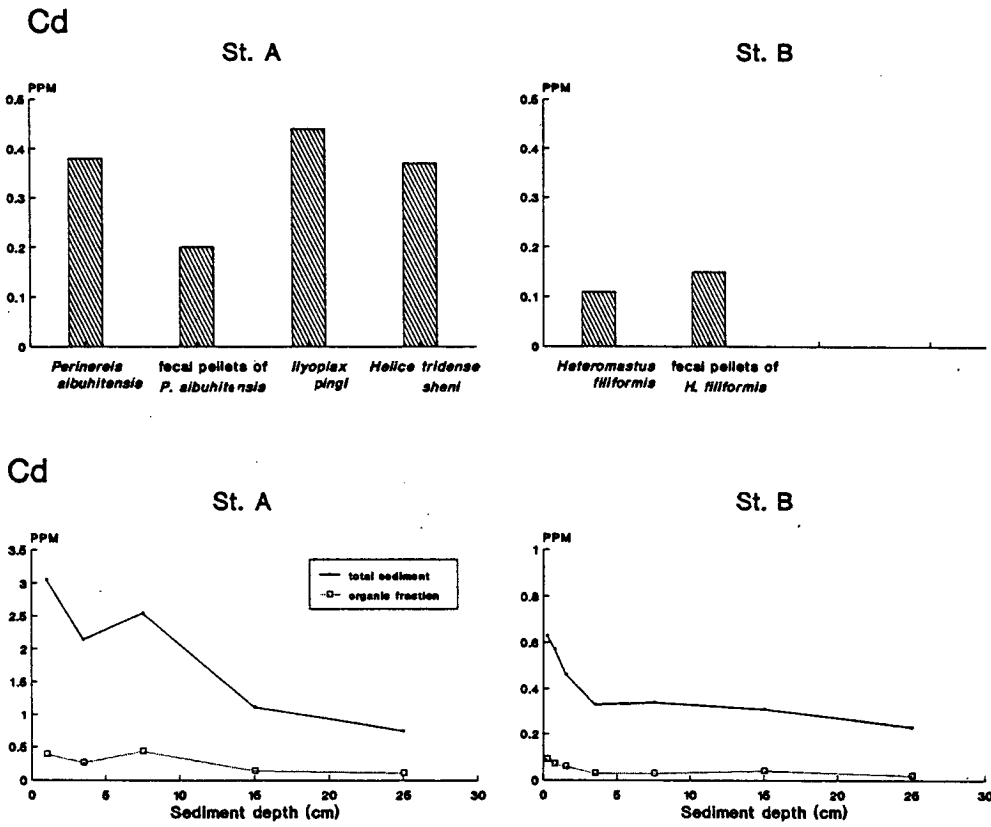 Cd
St. A
PPM
0.5
0.4
0.3
0.2
0.1
0
Perinereis albuhitensis
fecal pellets of P. albuhitensis
Ilyoplax pingi
Helice tridense sheni
St. B
PPM
0.5
0.4
0.3
0.2
0.1
0
Heteromastus filiformis
fecal pellets of H. filiformis
Cd
St. A
PPM
3.5
3
2.5
2
1.5
1
0.5
0
total sediment
organic fraction
0 5 10 15 20 25 30
Sediment depth (cm)
St. B
PPM
1
0.8
0.6
0.4
0.2
0
0 5 10 15 20 25 30
Sediment depth (cm)